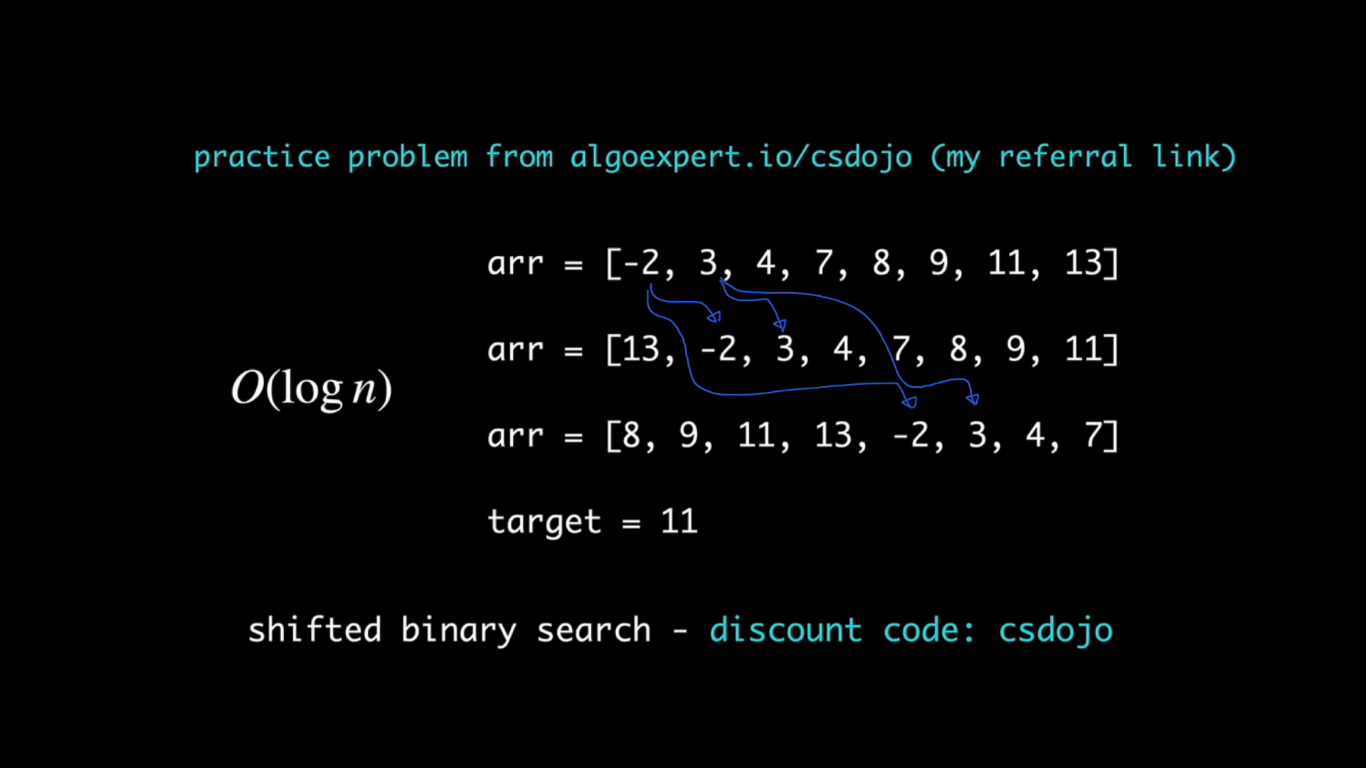 practice problem from algoexpert.io/csdojo (my referral link)
arr = [-2, 3, 4, 7, 8, 9, 11, 13]
arr = [13, -2, 3, 4, 7, 8, 9, 11]
O(log n)
arr = [8, 9, 11, 13, -2, 3, 4, 7]
target = 11
shifted binary search - discount code: csdojo